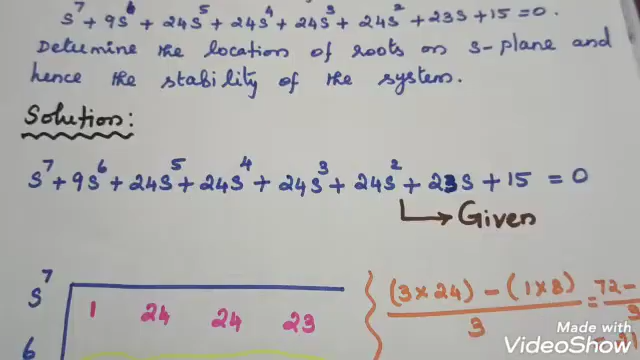 s⁷ + 9s⁶ + 24s⁵ + 24s⁴ + 24s³ + 24s² + 23s + 15 = 0.
Determine the location of roots on s-plane and
hence the stability of the system.
Solution:
s⁷ + 9s⁶ + 24s⁵ + 24s⁴ + 24s³ + 24s² + 23s + 15 = 0
Given
s⁷ 1 24 24 23
(3×24) - (1×8) / 3 = 72 -
6
Made with
VideoShow